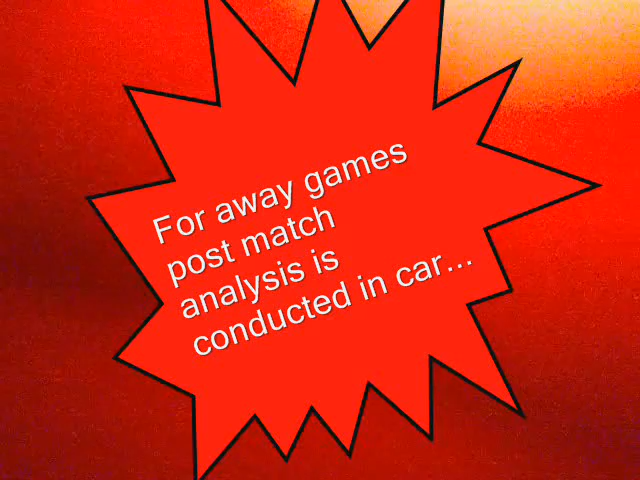 For away games
post match
analysis is
conducted in car...